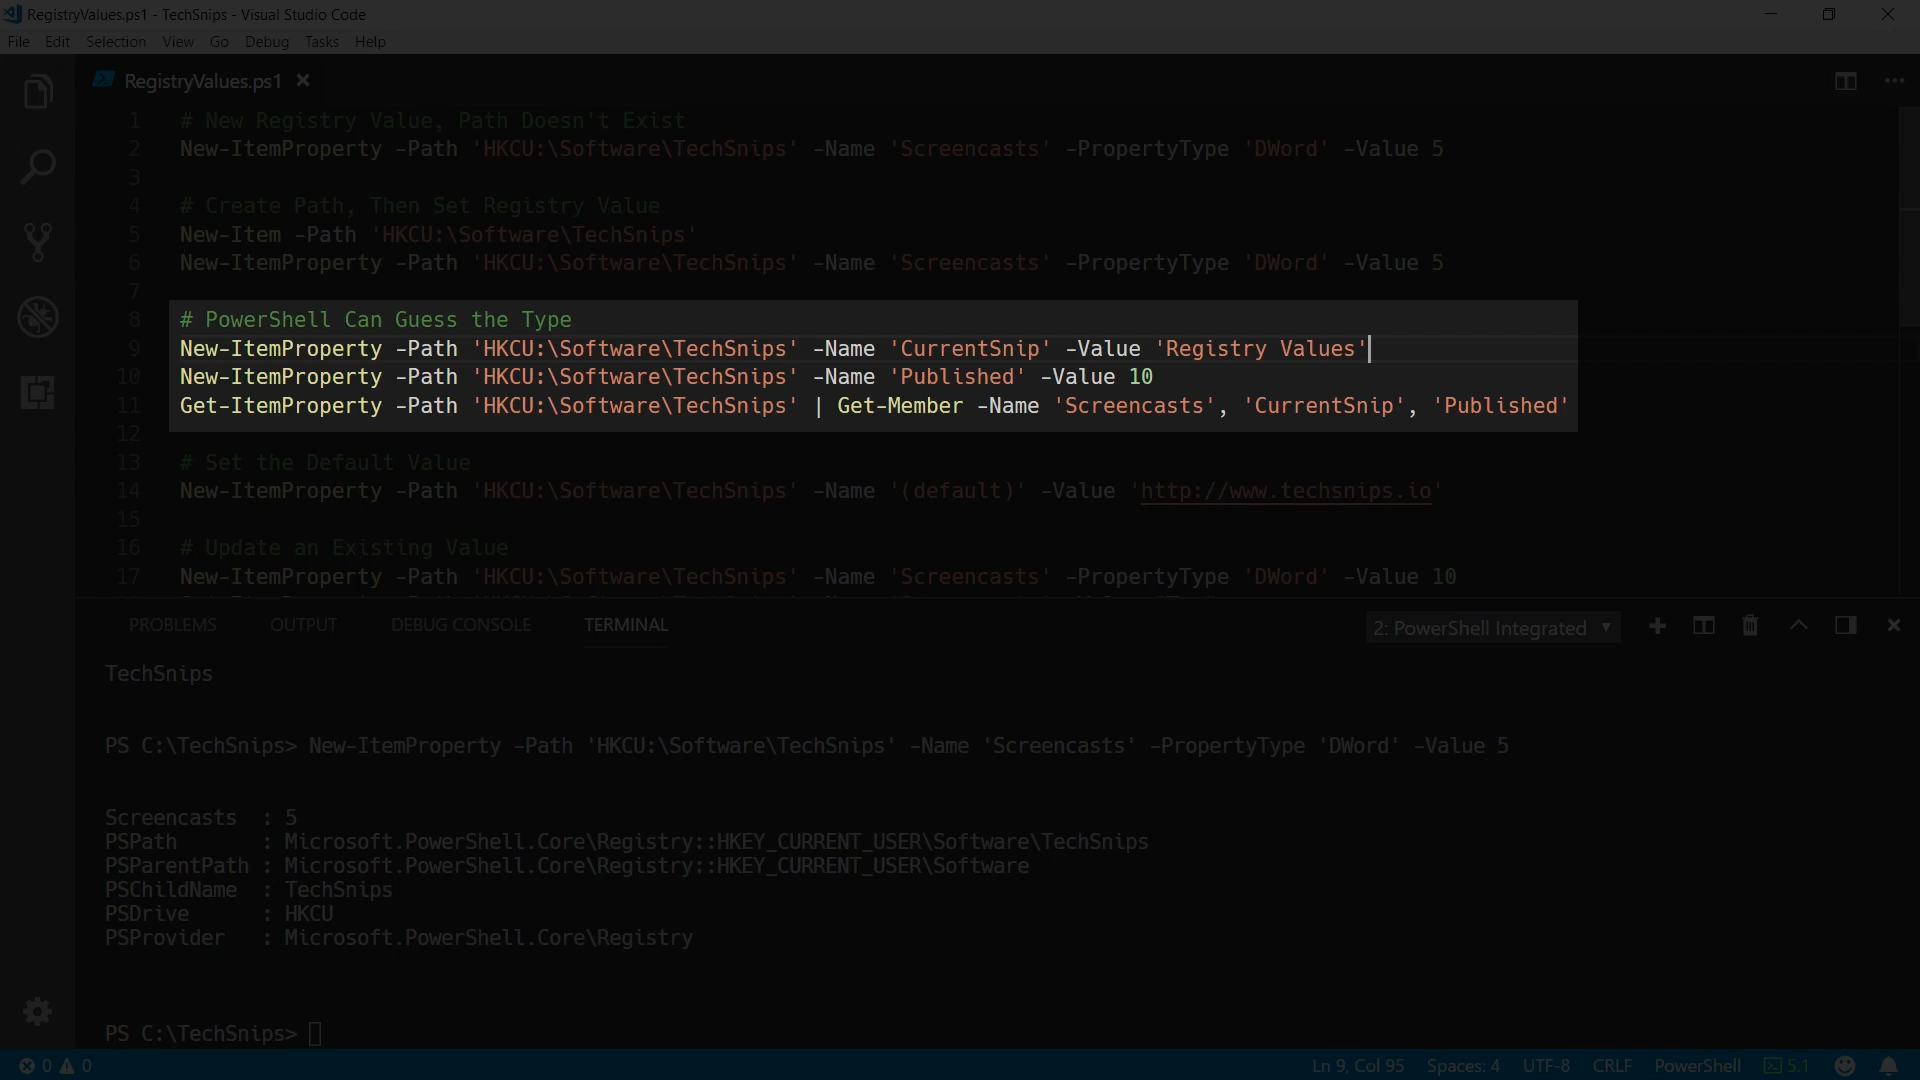 RegistryValues.ps1 - TechSnips - Visual Studio Code
File Edit Selection View Go Debug Tasks Help
RegistryValues.ps1
1 # New Registry Value, Path Doesn't Exist
2 New-ItemProperty -Path 'HKCU:\Software\TechSnips' -Name 'Screencasts' -PropertyType 'DWord' -Value 5
3
4 # Create Path, Then Set Registry Value
5 New-Item -Path 'HKCU:\Software\TechSnips'
6 New-ItemProperty -Path 'HKCU:\Software\TechSnips' -Name 'Screencasts' -PropertyType 'DWord' -Value 5
7
8 # PowerShell Can Guess the Type
9 New-ItemProperty -Path 'HKCU:\Software\TechSnips' -Name 'CurrentSnip' -Value 'Registry Values'
10 New-ItemProperty -Path 'HKCU:\Software\TechSnips' -Name 'Published' -Value 10
11 Get-ItemProperty -Path 'HKCU:\Software\TechSnips' | Get-Member -Name 'Screencasts', 'CurrentSnip', 'Published'
12
13 # Set the Default Value
14 New-ItemProperty -Path 'HKCU:\Software\TechSnips' -Name '(default)' -Value 'http://www.techsnips.io'
15
16 # Update an Existing Value
17 New-ItemProperty -Path 'HKCU:\Software\TechSnips' -Name 'Screencasts' -PropertyType 'DWord' -Value 10
PROBLEMS OUTPUT DEBUG CONSOLE TERMINAL 2: PowerShell Integrated
TechSnips
PS C:\TechSnips> New-ItemProperty -Path 'HKCU:\Software\TechSnips' -Name 'Screencasts' -PropertyType 'DWord' -Value 5
Screencasts : 5
PSPath : Microsoft.PowerShell.Core\Registry::HKEY_CURRENT_USER\Software\TechSnips
PSParentPath : Microsoft.PowerShell.Core\Registry::HKEY_CURRENT_USER\Software
PSChildName : TechSnips
PSDrive : HKCU
PSProvider : Microsoft.PowerShell.Core\Registry
PS C:\TechSnips>
0 0 Ln 9, Col 95 Spaces: 4 UTF-8 CRLF PowerShell 5.1